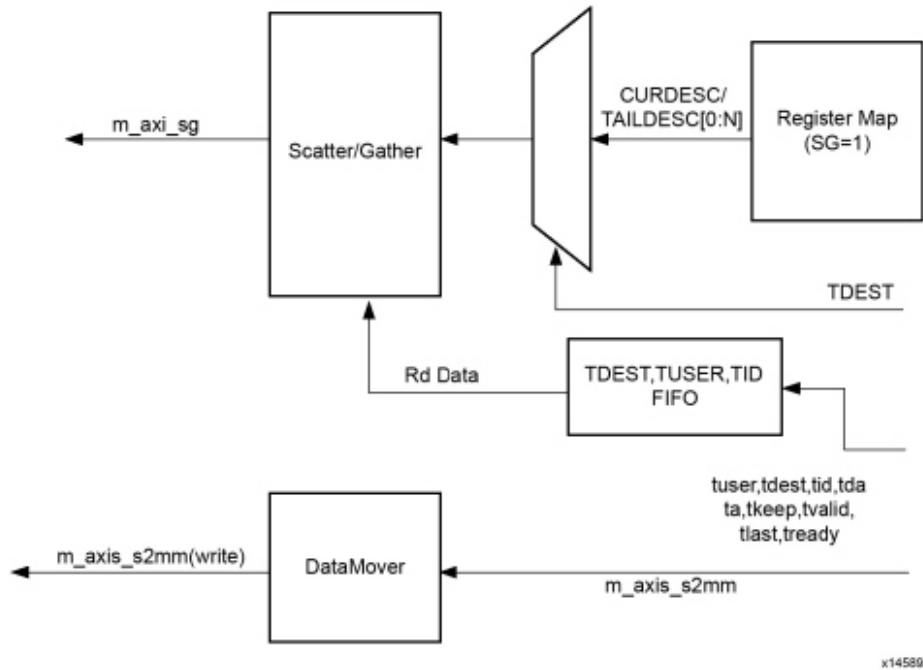 m_axi_sg
Scatter/Gather
CURDESC/
TAILDESC[0:N]
Register Map
(SG=1)
TDEST
Rd Data
TDEST,TUSER,TID
FIFO
tuser,tdest,tid,tda
ta,tkeep,tvalid,
tlast,tready
m_axis_s2mm(write)
DataMover
m_axis_s2mm
x14589